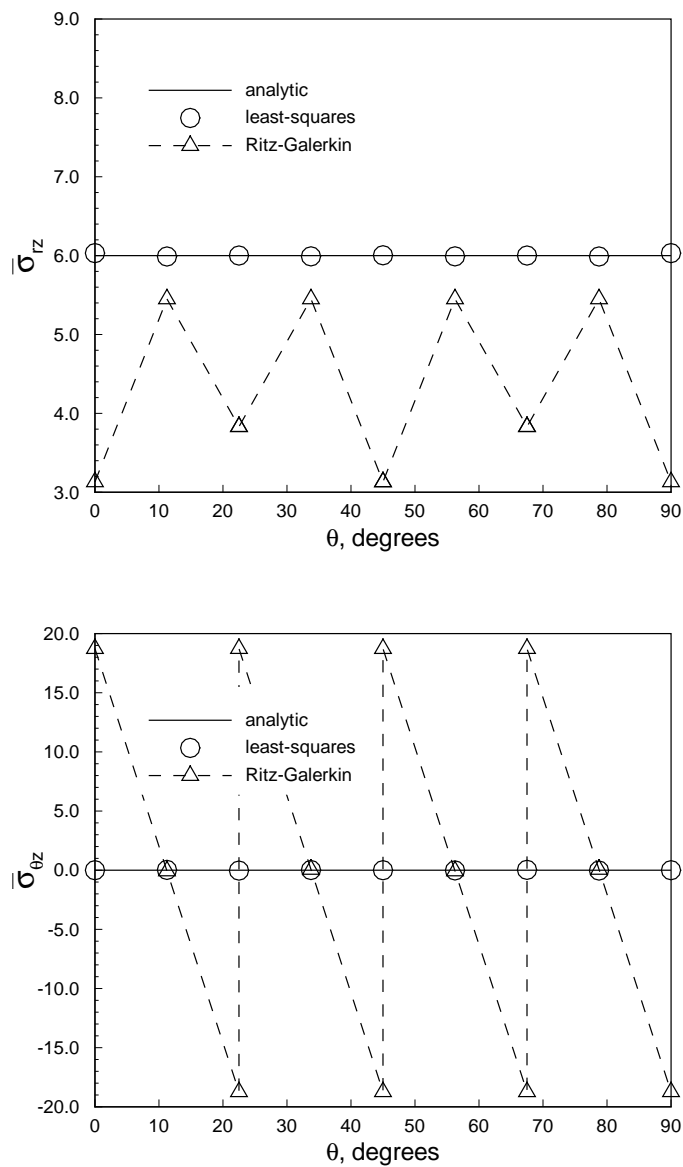 9.0
8.0
7.0
6.0
5.0
4.0
3.0
σ̅rz
analytic
least-squares
Ritz-Galerkin
0 10 20 30 40 50 60 70 80 90
θ, degrees
20.0
15.0
10.0
5.0
0.0
-5.0
-10.0
-15.0
-20.0
σ̅θz
analytic
least-squares
Ritz-Galerkin
0 10 20 30 40 50 60 70 80 90
θ, degrees